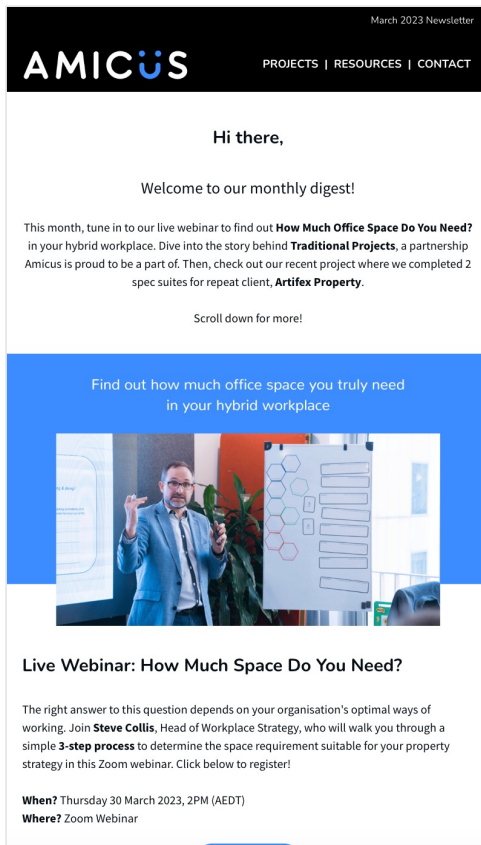 March 2023 Newsletter
AMICUS
PROJECTS | RESOURCES | CONTACT
Hi there,
Welcome to our monthly digest!
This month, tune in to our live webinar to find out How Much Office Space Do You Need?
in your hybrid workplace. Dive into the story behind Traditional Projects, a partnership
Amicus is proud to be a part of. Then, check out our recent project where we completed 2
spec suites for repeat client, Artifex Property.
Scroll down for more!
Find out how much office space you truly need
in your hybrid workplace
Live Webinar: How Much Space Do You Need?
The right answer to this question depends on your organisation's optimal ways of
working. Join Steve Collis, Head of Workplace Strategy, who will walk you through a
simple 3-step process to determine the space requirement suitable for your property
strategy in this Zoom webinar. Click below to register!
When? Thursday 30 March 2023, 2PM (AEDT)
Where? Zoom Webinar